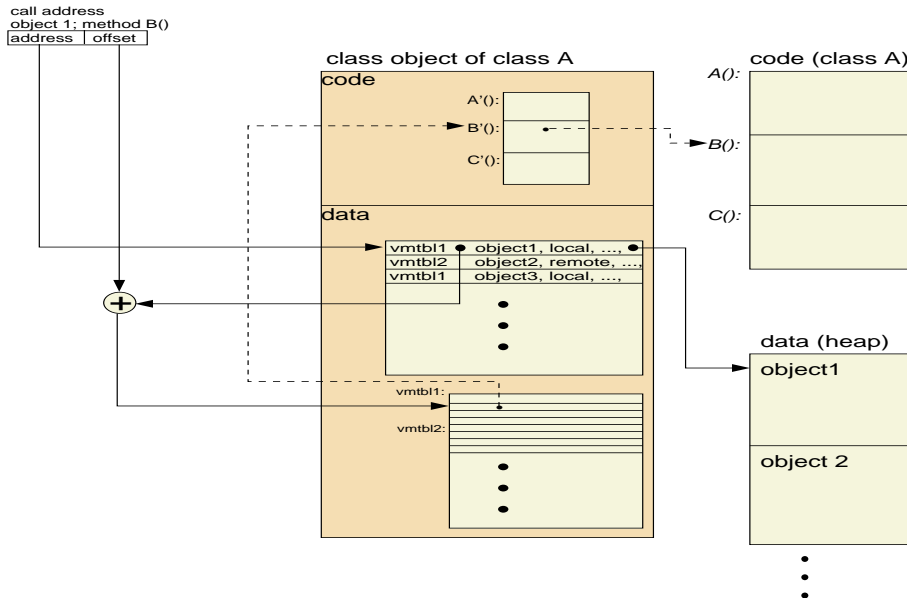 call address
object 1; method B()
address offset
class object of class A
code
A'():
B'():
C'():
data
vmtbl1 object1, local, ...,
vmtbl2 object2, remote, ...,
vmtbl1 object3, local, ...,
+
vmtbl1:
vmtbl2:
code (class A)
A():
B():
C():
data (heap)
object1
object 2